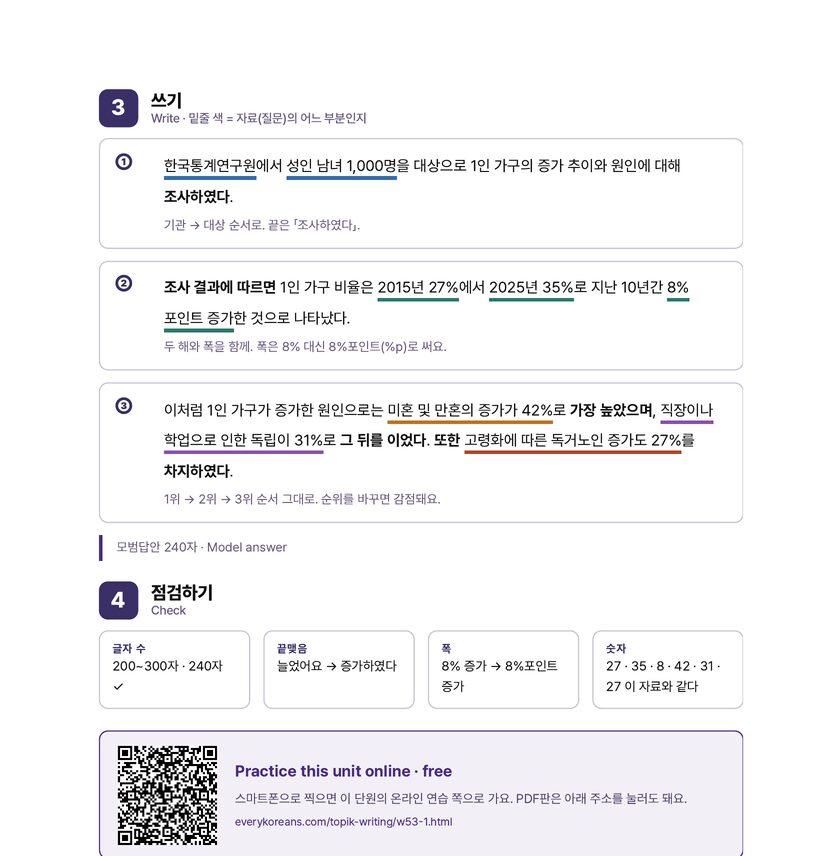 3
쓰기
Write · 밑줄 색 = 자료(질문)의 어느 부분인지
1
한국통계연구원에서 성인 남녀 1,000명을 대상으로 1인 가구의 증가 추이와 원인에 대해
조사하였다.
기관 → 대상 순서로. 끝은 「조사하였다」.
2
조사 결과에 따르면 1인 가구 비율은 2015년 27%에서 2025년 35%로 지난 10년간 8%
포인트 증가한 것으로 나타났다.
두 해와 폭을 함께. 폭은 8% 대신 8%포인트(%p)로 써요.
3
이처럼 1인 가구가 증가한 원인으로는 미혼 및 만혼의 증가가 42%로 가장 높았으며, 직장이나
학업으로 인한 독립이 31%로 그 뒤를 이었다. 또한 고령화에 따른 독거노인 증가도 27%를
차지하였다.
1위 → 2위 → 3위 순서 그대로. 순위를 바꾸면 감점돼요.
모범답안 240자 · Model answer
4
점검하기
Check
글자 수
200~300자 · 240자
✓
끝맺음
늘었어요 → 증가하였다
폭
8% 증가 → 8%포인트
증가
숫자
27 · 35 · 8 · 42 · 31 ·
27 이 자료와 같다
Practice this unit online · free
스마트폰으로 찍으면 이 단원의 온라인 연습 쪽으로 가요. PDF판은 아래 주소를 눌러도 돼요.
everykoreans.com/topik-writing/w53-1.html